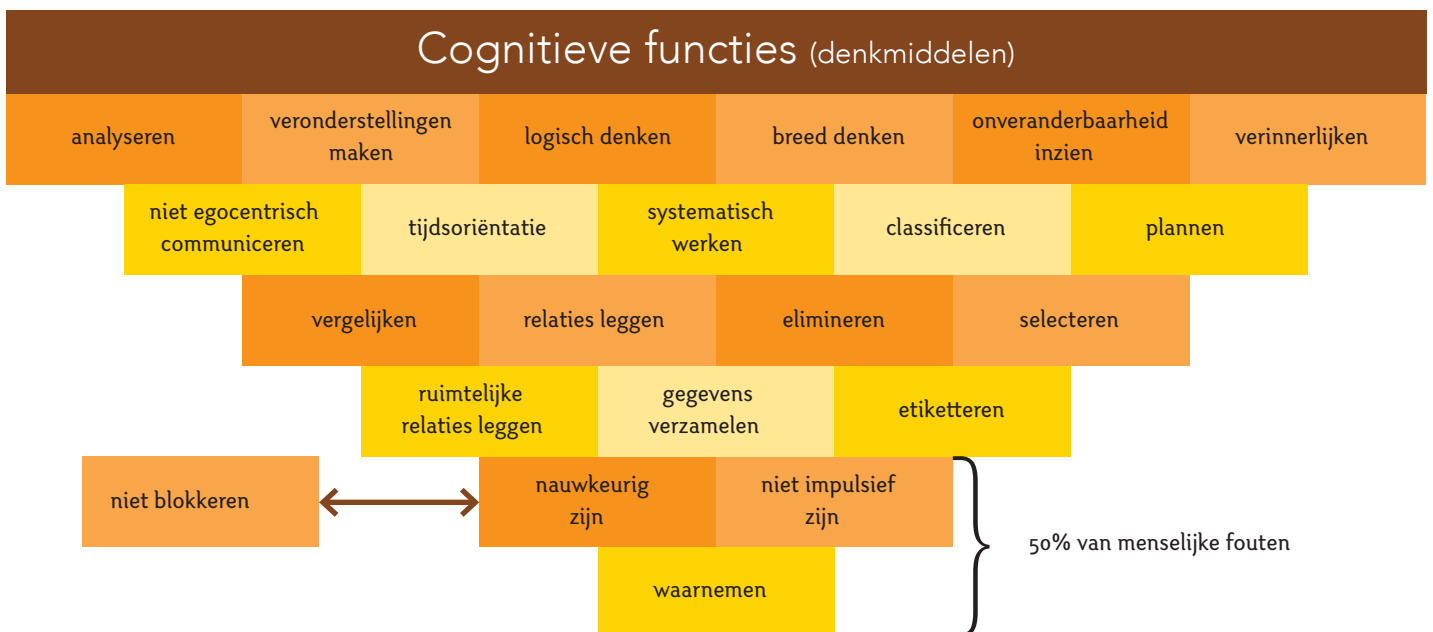 Cognitieve functies (denkmiddelen)
analyseren
veronderstellingen
maken
logisch denken
breed denken
onveranderbaarheid
inzien
verinnerlijken
niet egocentrisch
communiceren
tijdsoriëntatie
systematisch
werken
classificeren
plannen
vergelijken
relaties leggen
elimineren
selecteren
ruimtelijke
relaties leggen
gegevens
verzamelen
etiketteren
niet blokkeren
nauwkeurig
zijn
niet impulsief
zijn
50% van menselijke fouten
waarnemen